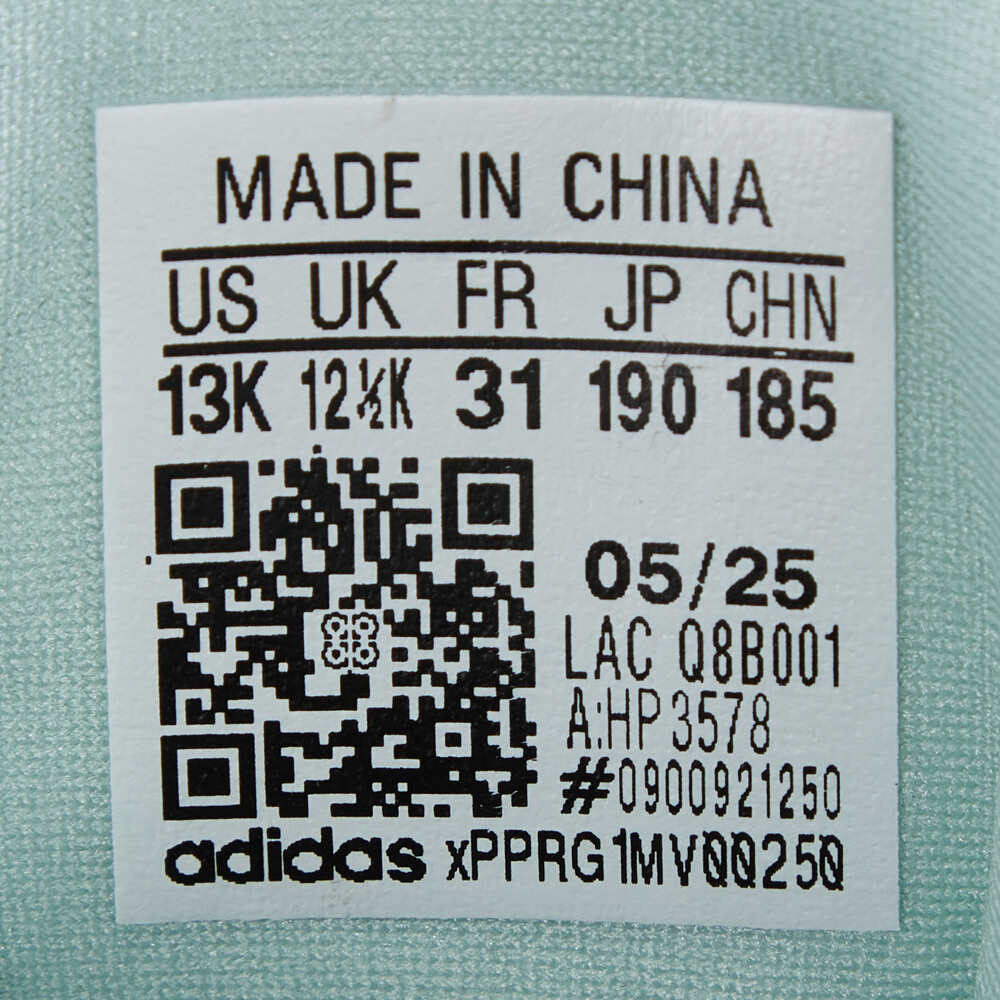 MADE IN CHINA
US UK FR JP CHN
13K 12½K 31 190 185
05/25
LAC Q8B001
A:HP3578
#0900921250
adidas xPPRG1MV00250